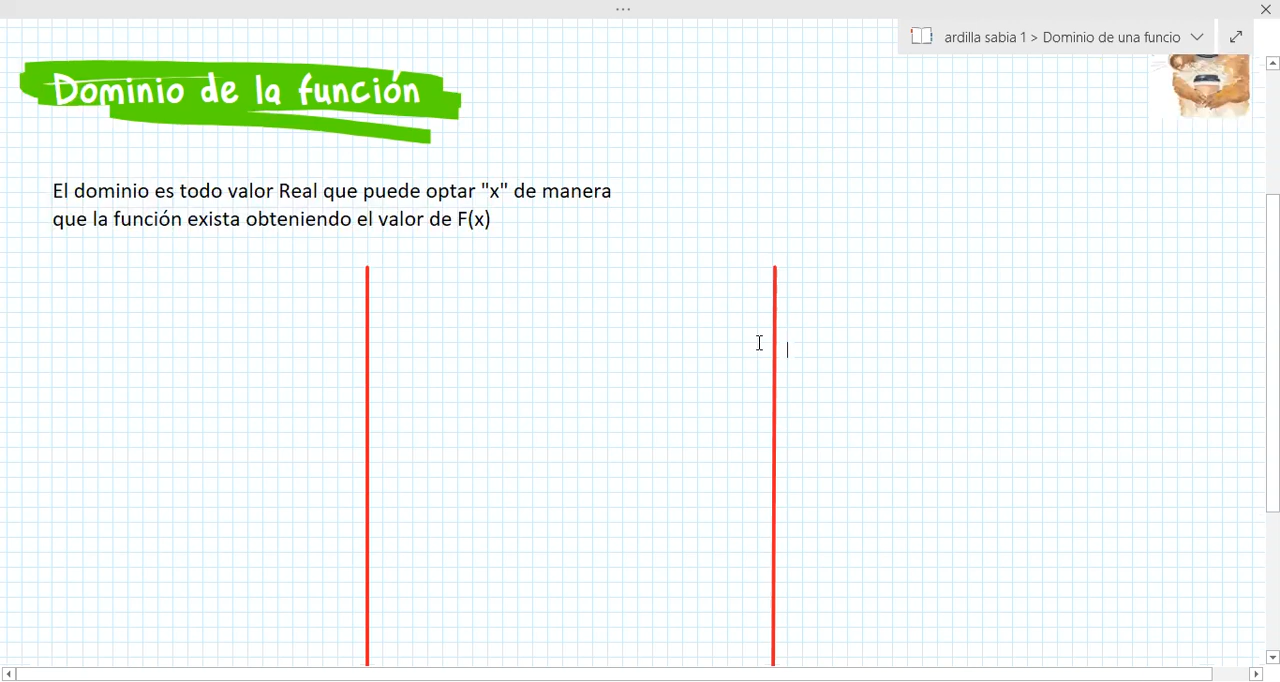 ardilla sabia 1 > Dominio de una funcio
Dominio de la función
El dominio es todo valor Real que puede optar "x" de manera
que la función exista obteniendo el valor de F(x)